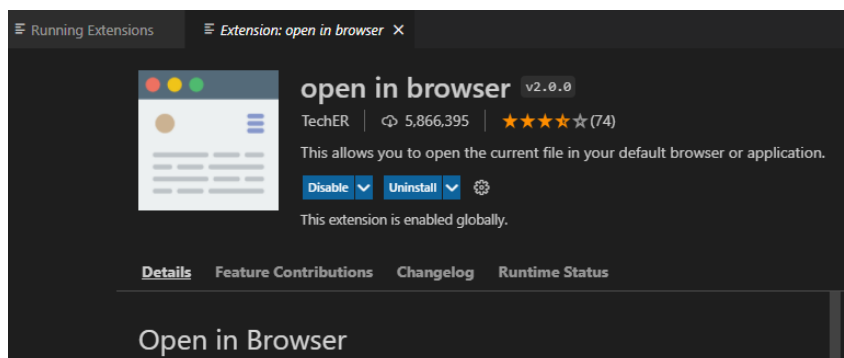 Running Extensions
Extension: open in browser
open in browser v2.0.0
TechER 5,866,395 (74)
This allows you to open the current file in your default browser or application.
Disable Uninstall
This extension is enabled globally.
Details Feature Contributions Changelog Runtime Status
Open in Browser